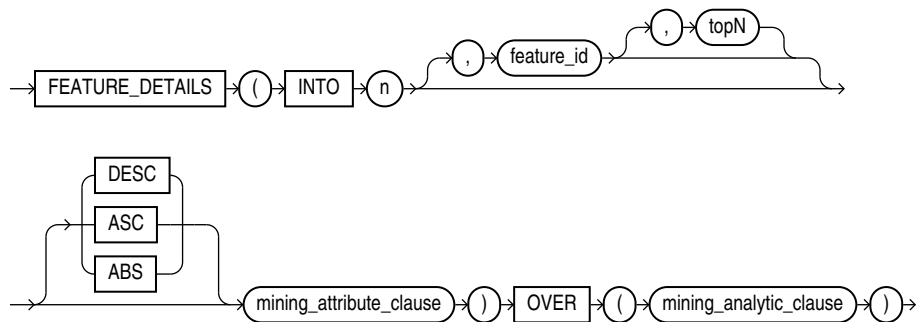 , topN
, feature_id
FEATURE_DETAILS ( INTO n
DESC
ASC
ABS
mining_attribute_clause ) OVER ( mining_analytic_clause )